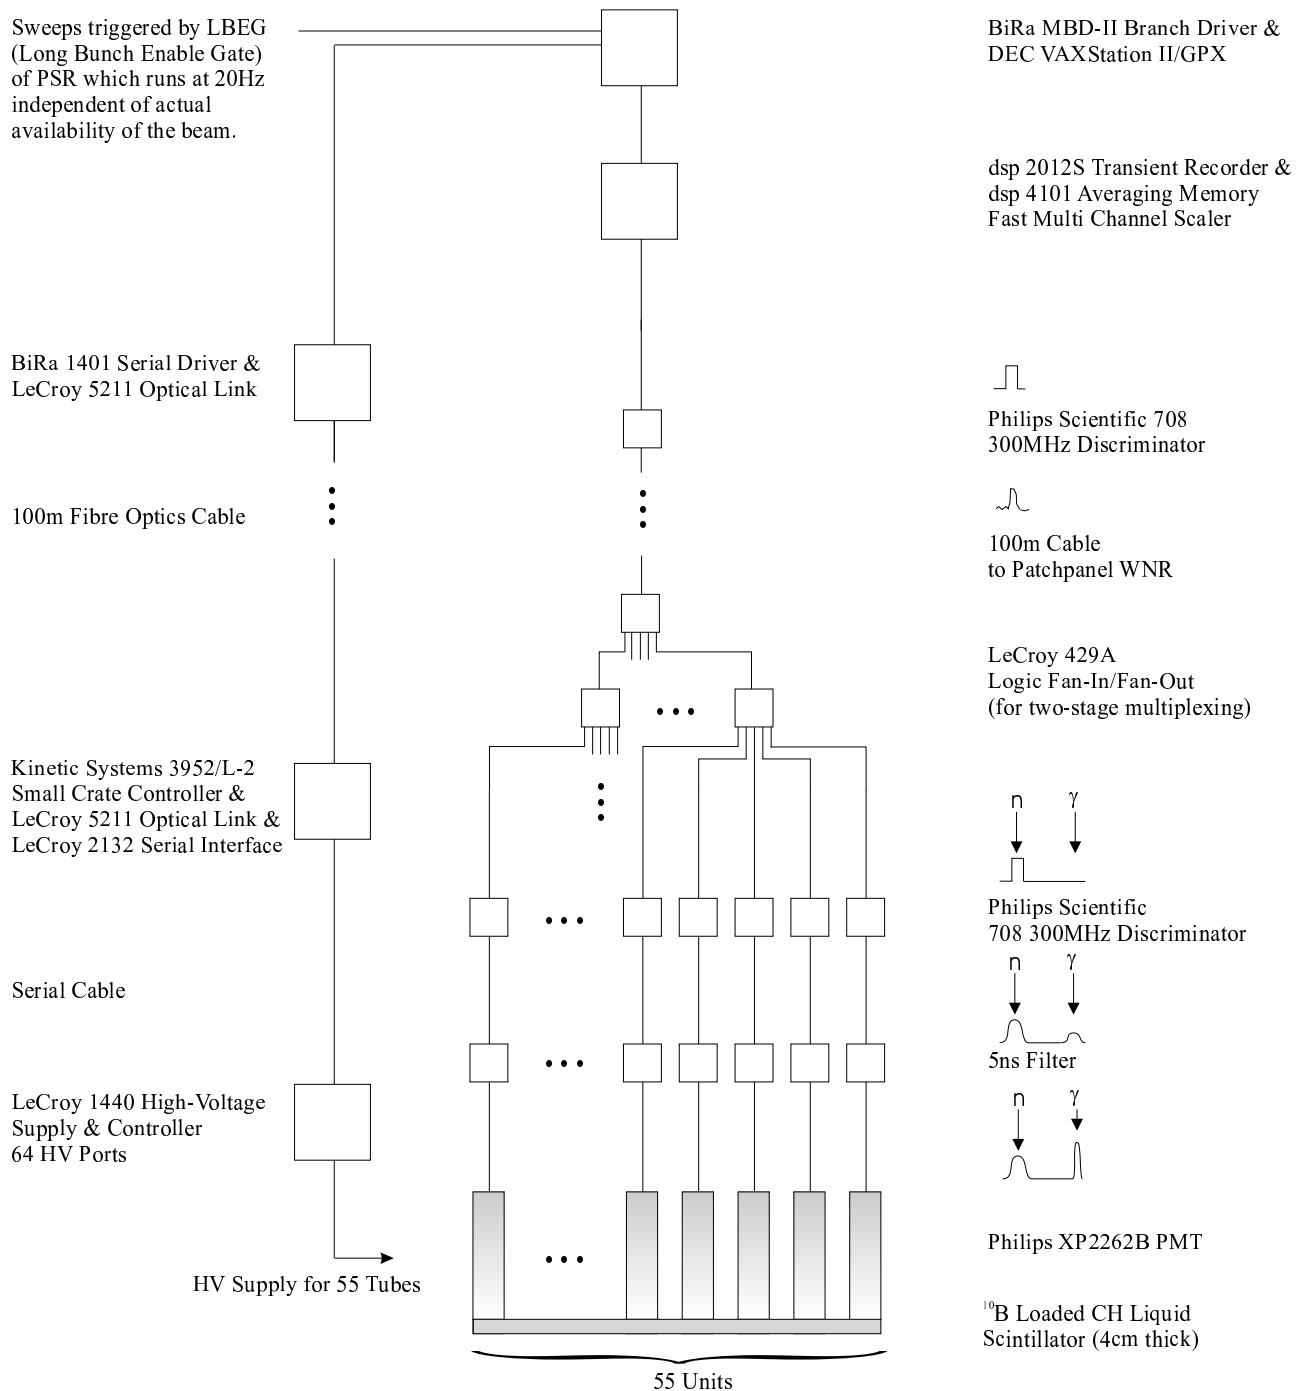 Sweeps triggered by LBEG
(Long Bunch Enable Gate)
of PSR which runs at 20Hz
independent of actual
availability of the beam.
BiRa MBD-II Branch Driver &
DEC VAXStation II/GPX
dsp 2012S Transient Recorder &
dsp 4101 Averaging Memory
Fast Multi Channel Scaler
BiRa 1401 Serial Driver &
LeCroy 5211 Optical Link
Philips Scientific 708
300MHz Discriminator
100m Fibre Optics Cable
100m Cable
to Patchpanel WNR
LeCroy 429A
Logic Fan-In/Fan-Out
(for two-stage multiplexing)
Kinetic Systems 3952/L-2
Small Crate Controller &
LeCroy 5211 Optical Link &
LeCroy 2132 Serial Interface
n γ
Philips Scientific
708 300MHz Discriminator
n γ
Serial Cable
5ns Filter
LeCroy 1440 High-Voltage
Supply & Controller
64 HV Ports
n γ
Philips XP2262B PMT
HV Supply for 55 Tubes
¹⁰B Loaded CH Liquid
Scintillator (4cm thick)
55 Units